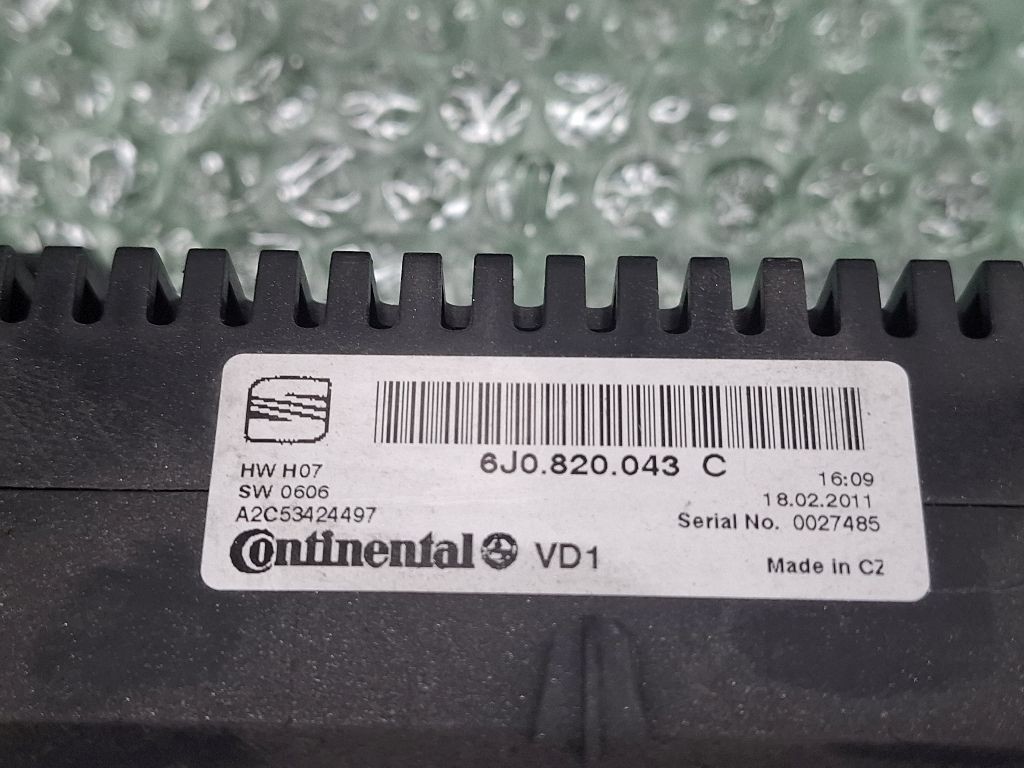 6J0.820.043 C
HW H07
SW 0606
A2C53424497
16:09
18.02.2011
Serial No. 0027485
Continental VD1
Made in CZ